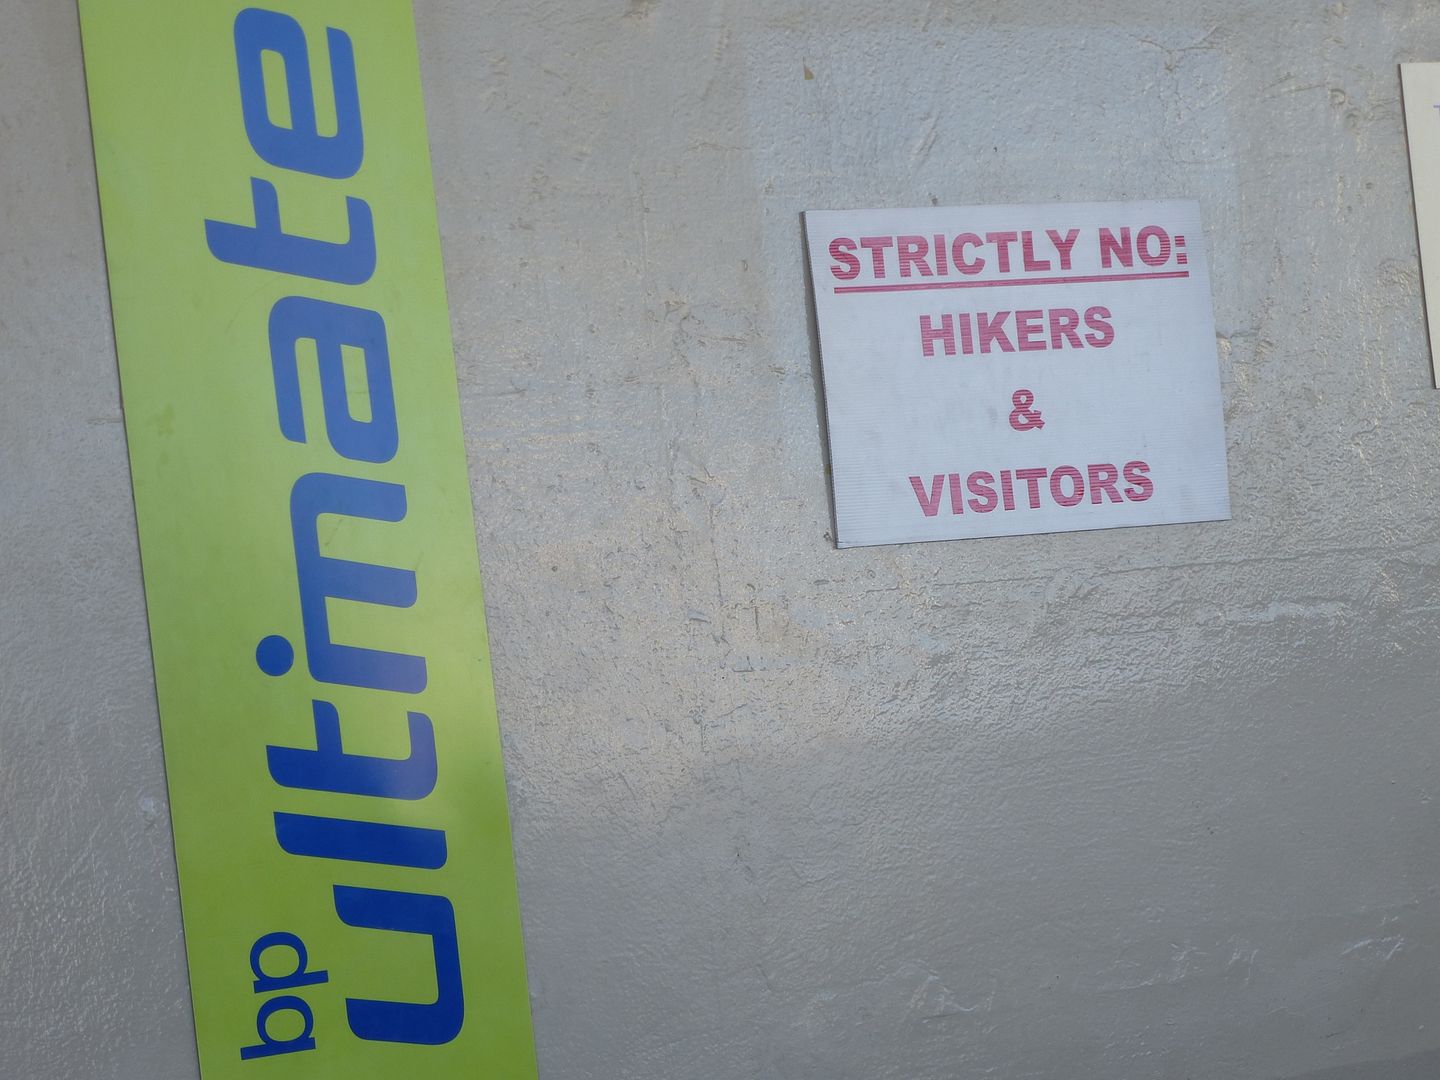 bp
ultimate
STRICTLY NO:
HIKERS
&
VISITORS